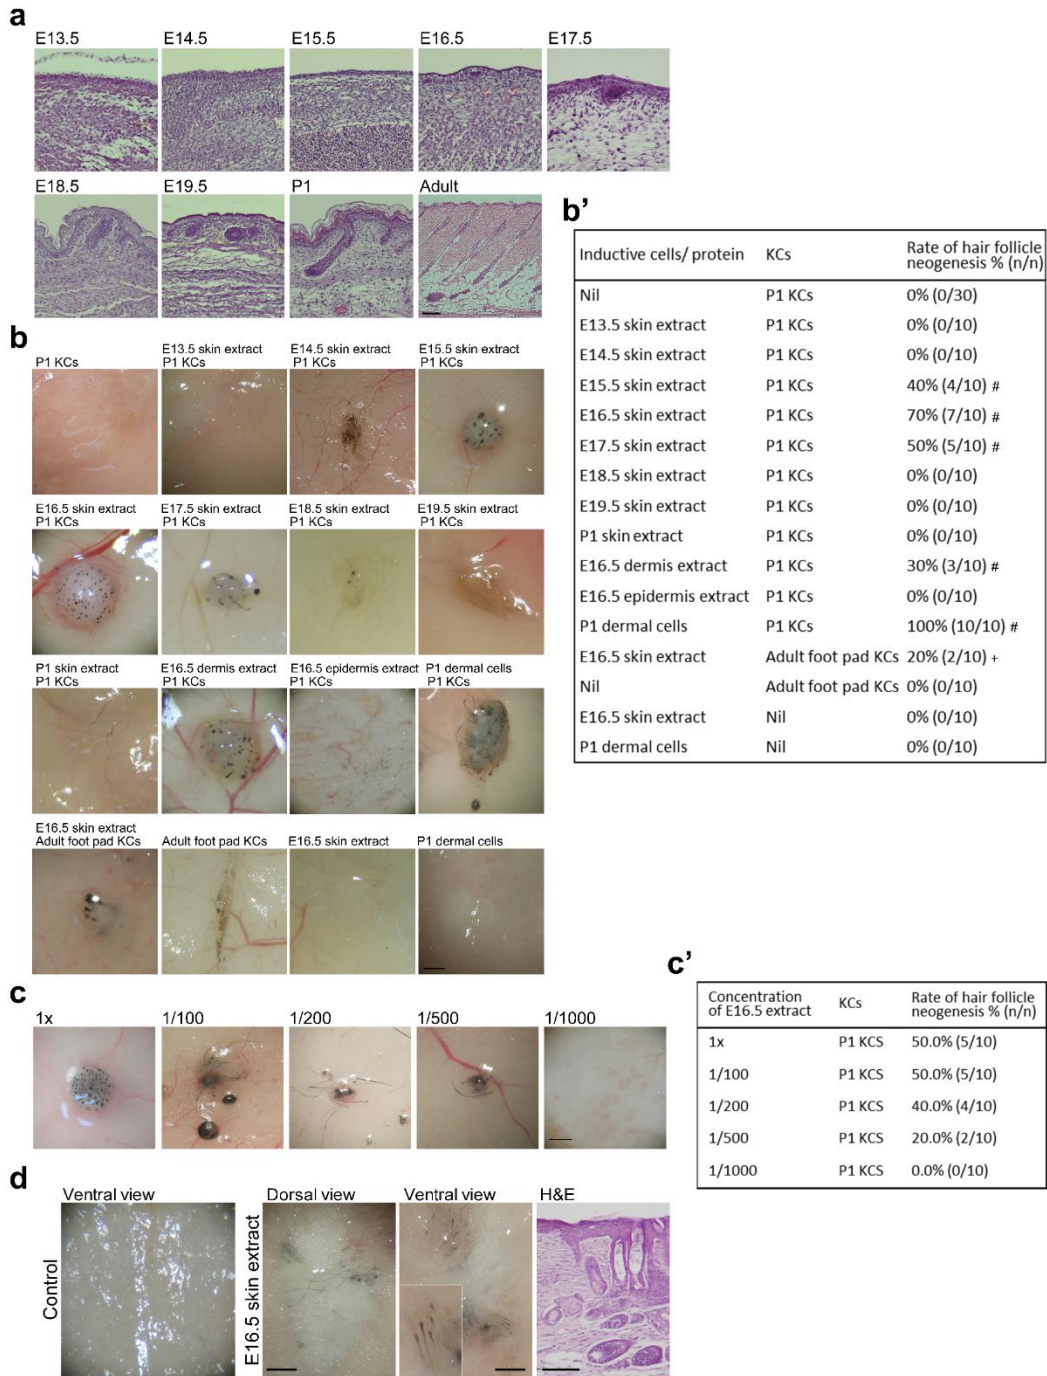 a
E13.5 E14.5 E15.5 E16.5 E17.5
E18.5 E19.5 P1 Adult
b
P1 KCs
E13.5 skin extract
P1 KCs
E14.5 skin extract
P1 KCs
E15.5 skin extract
P1 KCs
E16.5 skin extract
P1 KCs
E17.5 skin extract
P1 KCs
E18.5 skin extract
P1 KCs
E19.5 skin extract
P1 KCs
P1 skin extract
P1 KCs
E16.5 dermis extract
P1 KCs
E16.5 epidermis extract
P1 KCs
P1 dermal cells
P1 KCs
E16.5 skin extract
Adult foot pad KCs
Adult foot pad KCs
E16.5 skin extract
P1 dermal cells
b'
Inductive cells/ protein KCs Rate of hair follicle
neogenesis % (n/n)
Nil P1 KCs 0% (0/30)
E13.5 skin extract P1 KCs 0% (0/10)
E14.5 skin extract P1 KCs 0% (0/10)
E15.5 skin extract P1 KCs 40% (4/10) #
E16.5 skin extract P1 KCs 70% (7/10) #
E17.5 skin extract P1 KCs 50% (5/10) #
E18.5 skin extract P1 KCs 0% (0/10)
E19.5 skin extract P1 KCs 0% (0/10)
P1 skin extract P1 KCs 0% (0/10)
E16.5 dermis extract P1 KCs 30% (3/10) #
E16.5 epidermis extract P1 KCs 0% (0/10)
P1 dermal cells P1 KCs 100% (10/10) #
E16.5 skin extract Adult foot pad KCs 20% (2/10) +
Nil Adult foot pad KCs 0% (0/10)
E16.5 skin extract Nil 0% (0/10)
P1 dermal cells Nil 0% (0/10)
c
1x 1/100 1/200 1/500 1/1000
c'
Concentration
of E16.5 extract KCs Rate of hair follicle
neogenesis % (n/n)
1x P1 KCS 50.0% (5/10)
1/100 P1 KCS 50.0% (5/10)
1/200 P1 KCS 40.0% (4/10)
1/500 P1 KCS 20.0% (2/10)
1/1000 P1 KCS 0.0% (0/10)
d
Ventral view Dorsal view Ventral view H&E
Control
E16.5 skin extract